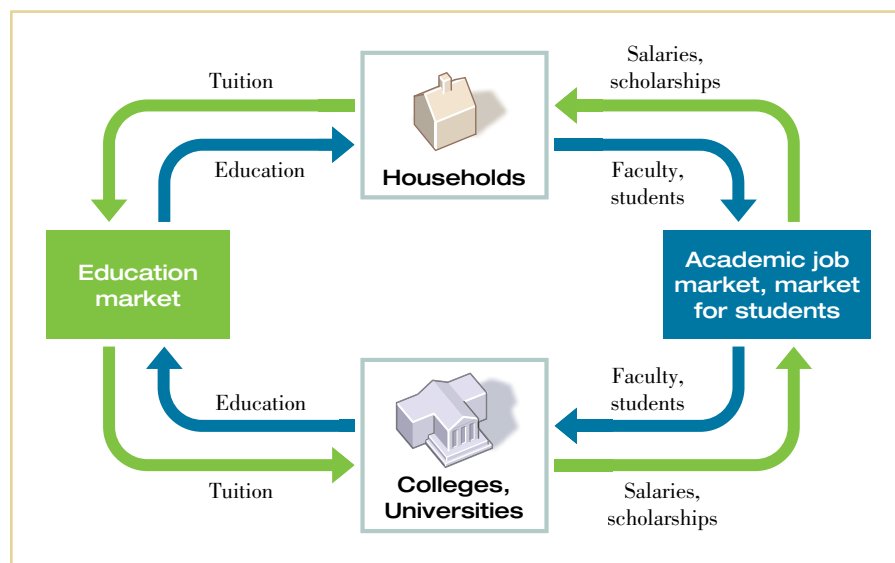 Salaries,
scholarships
Tuition
Education
Households
Faculty,
students
Education
market
Academic job
market, market
for students
Education
Faculty,
students
Tuition
Colleges,
Universities
Salaries,
scholarships